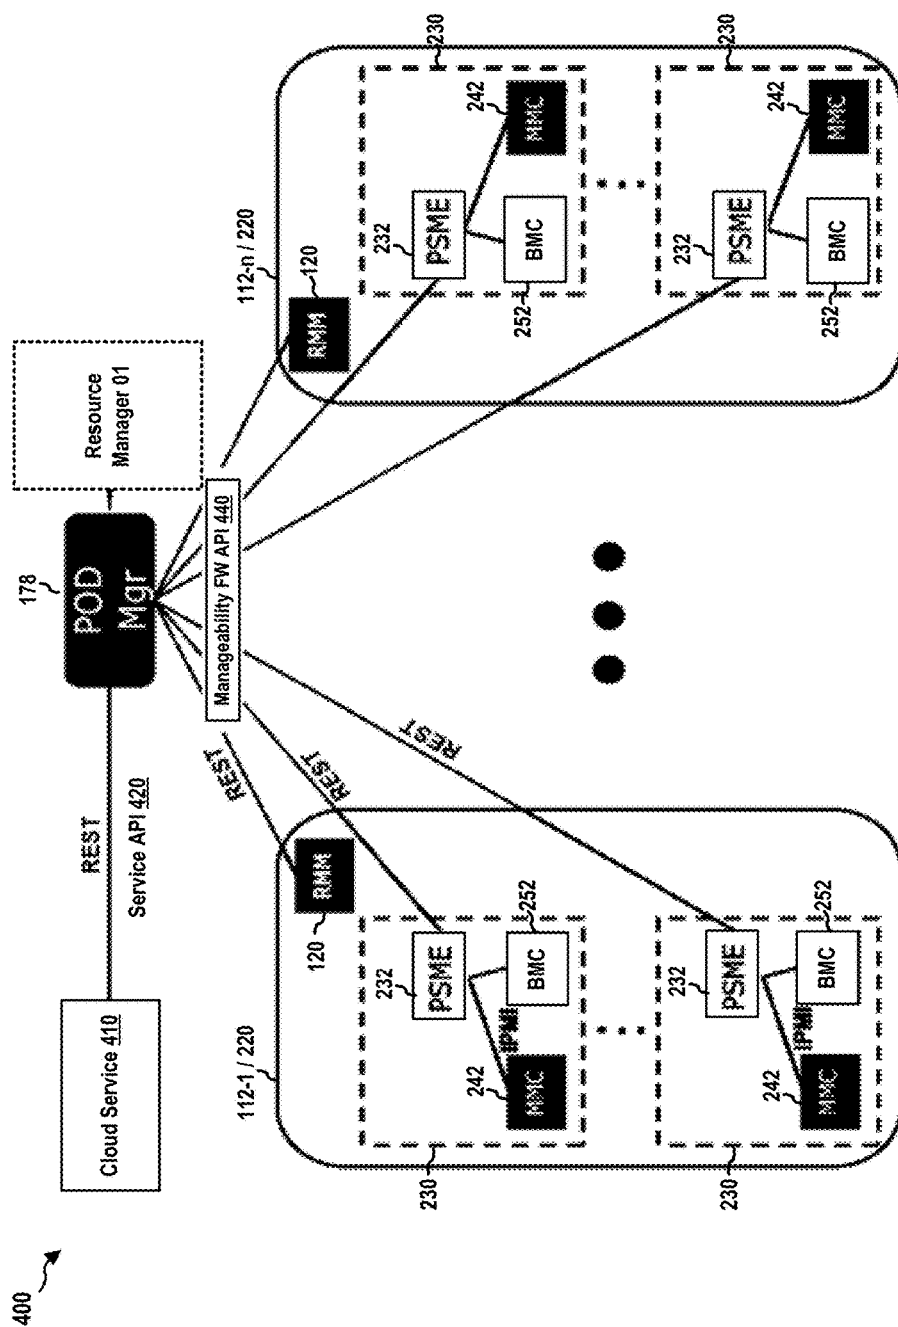 400
Cloud Service 410
REST
Service API 420
178
POD
Mgr
Resource
Manager 01
Manageability FW API 440
REST
REST
REST
112-1 / 220
120
RMM
230
232
PSME
242
MMC
IPMI
BMC
252
230
232
PSME
242
MMC
IPMI
BMC
252
112-n / 220
RMM
120
230
232
PSME
252
BMC
242
MMC
230
232
PSME
252
BMC
242
MMC